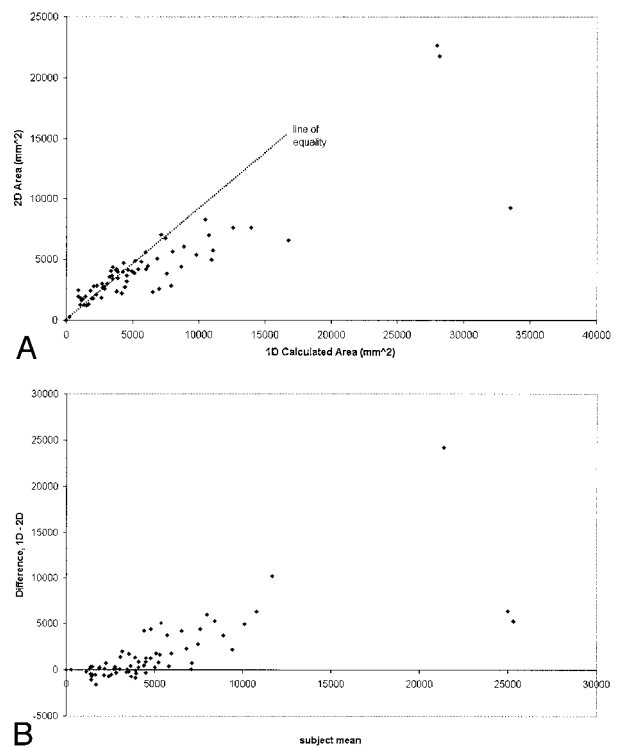 25000
20000
15000
10000
5000
0
2D Area (mm^2)
line of
equality
0 5000 10000 15000 20000 25000 30000 35000 40000
1D Calculated Area (mm^2)
A
30000
25000
20000
15000
10000
5000
0
-5000
Difference, 1D - 2D
0 5000 10000 15000 20000 25000 30000
subject mean
B